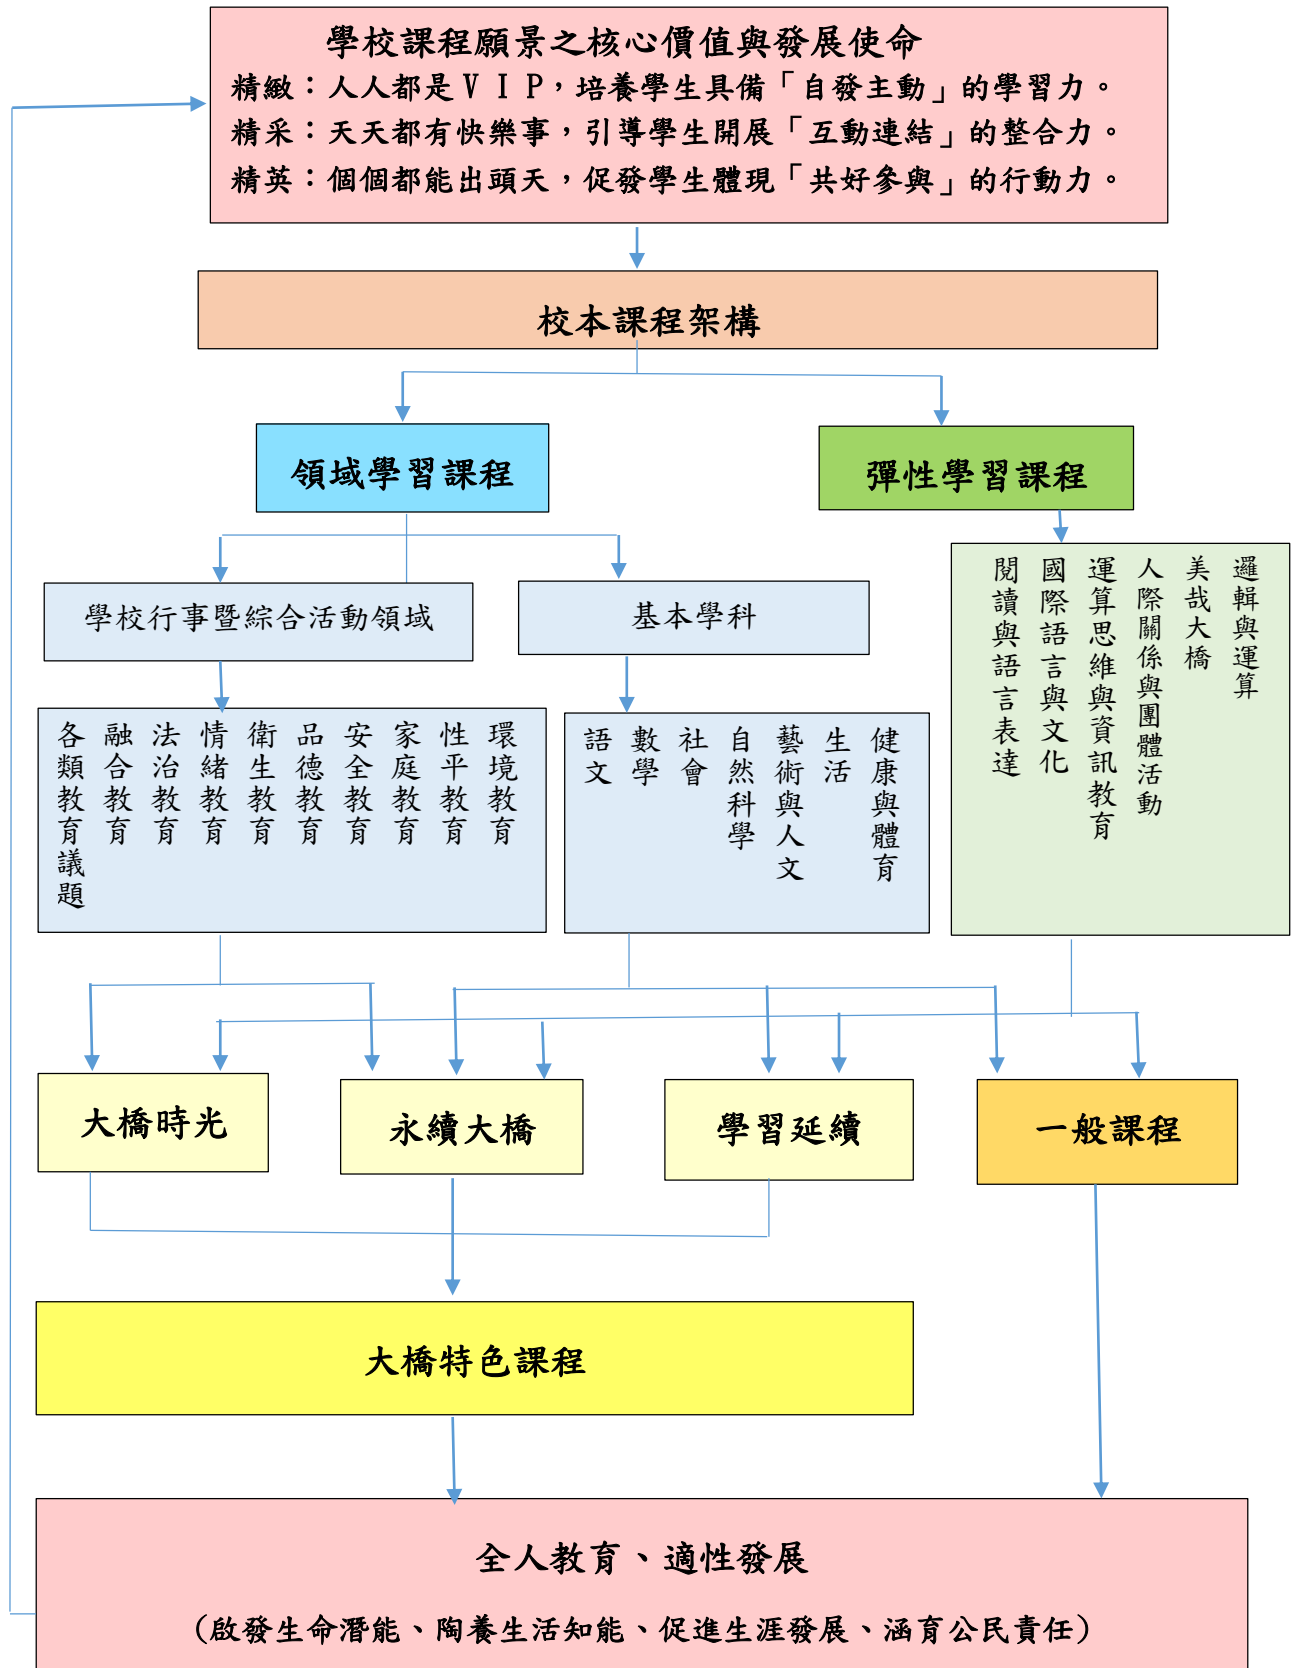 學校課程願景之核心價值與發展使命
精緻：人人都是VIP，培養學生具備「自發主動」的學習力。
精采：天天都有快樂事，引導學生開展「互動連結」的整合力。
精英：個個都能出頭天，促發學生體現「共好參與」的行動力。
校本課程架構
領域學習課程
彈性學習課程
學校行事暨綜合活動領域
基本學科
邏輯與運算
美哉大橋
人際關係與團體活動
運算思維與資訊教育
國際語言與文化
閱讀與語言表達
環境教育
性平教育
家庭教育
安全教育
品德教育
衛生教育
情緒教育
法治教育
融合教育
各類教育議題
健康與體育
生活
藝術與人文
自然科學
社會
數學
語文
大橋時光
永續大橋
學習延續
一般課程
大橋特色課程
全人教育、適性發展
(啟發生命潛能、陶養生活知能、促進生涯發展、涵育公民責任)